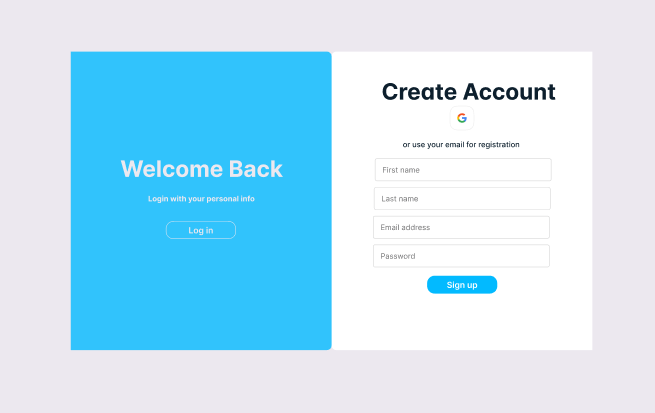 Welcome Back
Login with your personal info
Log in
Create Account
G
or use your email for registration
First name
Last name
Email address
Password
Sign up